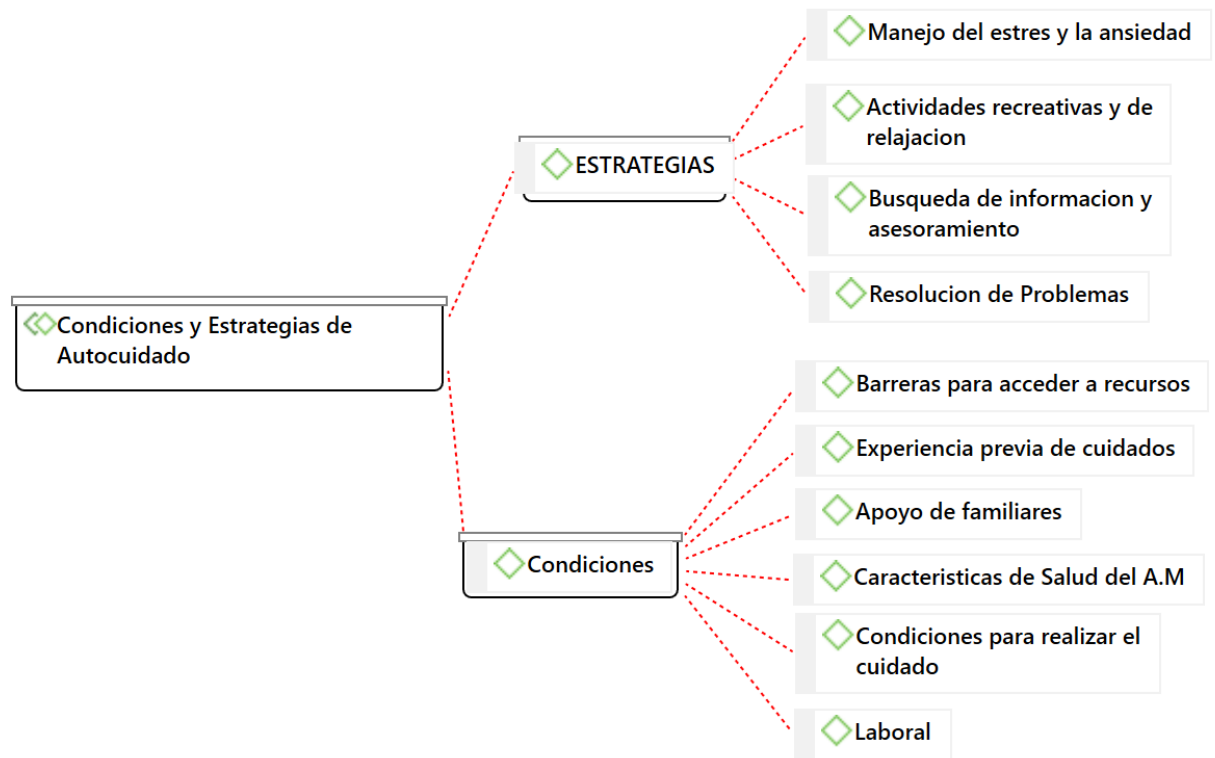 Manejo del estres y la ansiedad
Actividades recreativas y de
relajacion
ESTRATEGIAS
Busqueda de informacion y
asesoramiento
Resolucion de Problemas
Condiciones y Estrategias de
Autocuidado
Barreras para acceder a recursos
Experiencia previa de cuidados
Apoyo de familiares
Condiciones
Caracteristicas de Salud del A.M
Condiciones para realizar el
cuidado
Laboral